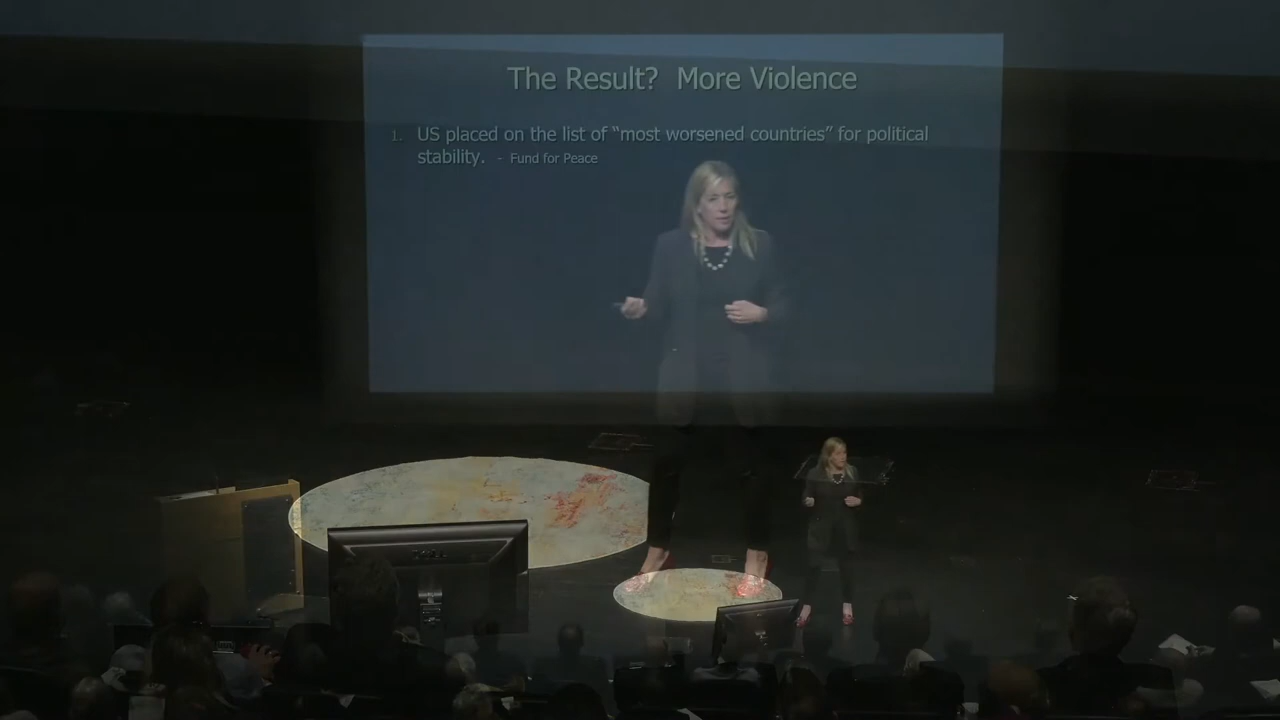 The Result? More Violence
1. US placed on the list of “most worsened countries” for political
stability. - Fund for Peace
DELL